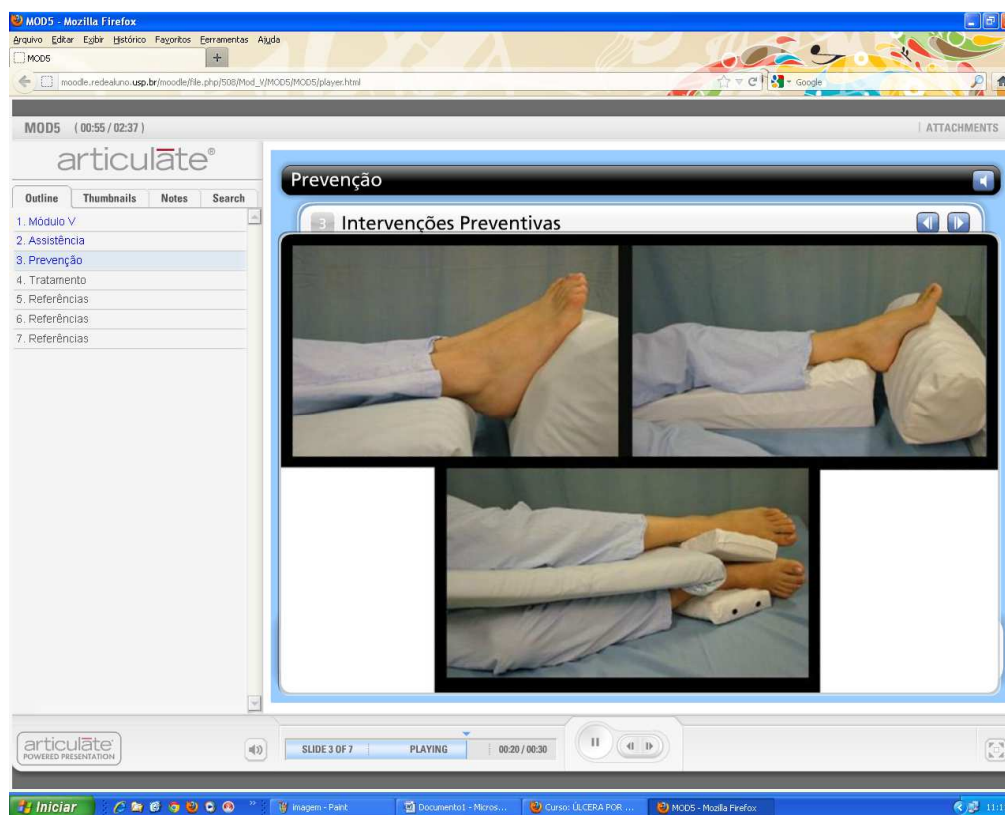 MOD5 - Mozilla Firefox
Arquivo Editar Exibir Histórico Favoritos Ferramentas Ajuda
MOD5
moodle.redealuno.usp.br/moodle/file.php/508/Mod_V/MOD5/MOD5/player.html
Google
MOD5 (00:55 / 02:37)
ATTACHMENTS
articulate®
Outline Thumbnails Notes Search
1. Módulo V
2. Assistência
3. Prevenção
4. Tratamento
5. Referências
6. Referências
7. Referências
Prevenção
3 Intervenções Preventivas
articulate
POWERED PRESENTATION
SLIDE 3 OF 7 PLAYING 00:20 / 00:30
Iniciar
imagem - Paint
Documento1 - Micros...
Curso: ÚLCERA POR ...
MOD5 - Mozilla Firefox